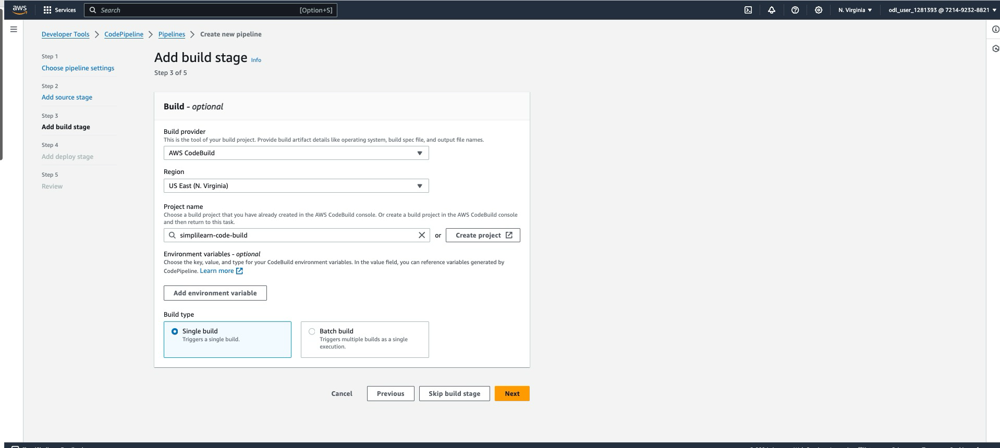 aws
Services
Search
[Option+S]
N. Virginia
odl_user_1281393 @ 7214-9232-8821
Developer Tools
CodePipeline
Pipelines
Create new pipeline
Step 1
Choose pipeline settings
Step 2
Add source stage
Step 3
Add build stage
Step 4
Add deploy stage
Step 5
Review
Add build stage Info
Step 3 of 5
Build - optional
Build provider
This is the tool of your build project. Provide build artifact details like operating system, build spec file, and output file names.
AWS CodeBuild
Region
US East (N. Virginia)
Project name
Choose a build project that you have already created in the AWS CodeBuild console. Or create a build project in the AWS CodeBuild console
and then return to this task.
simplilearn-code-build
or
Create project
Environment variables - optional
Choose the key, value, and type for your CodeBuild environment variables. In the value field, you can reference variables generated by
CodePipeline. Learn more
Add environment variable
Build type
Single build
Triggers a single build.
Batch build
Triggers multiple builds as a single
execution.
Cancel
Previous
Skip build stage
Next